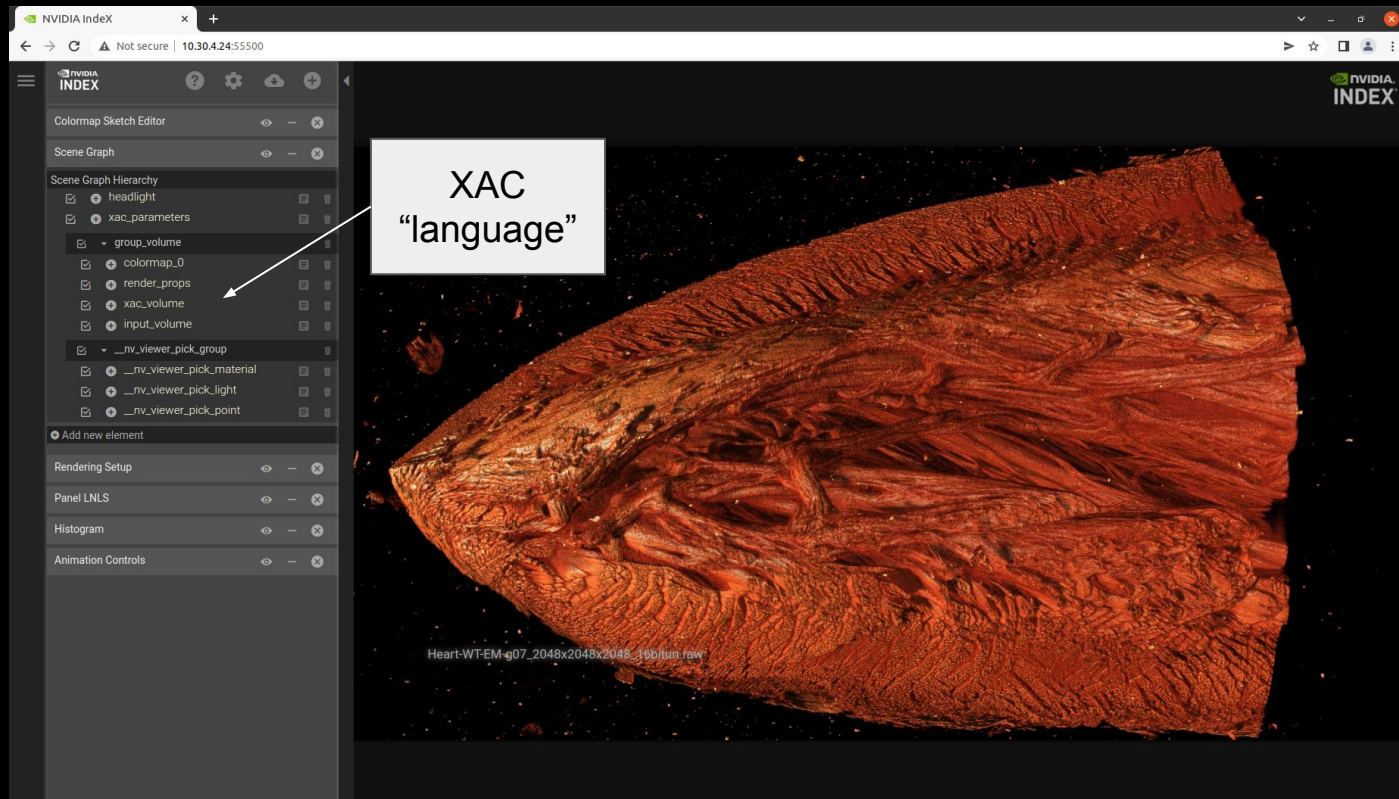 NVIDIA IndeX
Not secure | 10.30.4.24:55500
NVIDIA
INDEX
NVIDIA.
INDEX
Colormap Sketch Editor
Scene Graph
Scene Graph Hierarchy
headlight
xac_parameters
group_volume
colormap_0
render_props
xac_volume
input_volume
__nv_viewer_pick_group
__nv_viewer_pick_material
__nv_viewer_pick_light
__nv_viewer_pick_point
Add new element
Rendering Setup
Panel LNLS
Histogram
Animation Controls
XAC
“language”
Heart-WT-EM-g07_2048x2048x2048_16bitun.raw